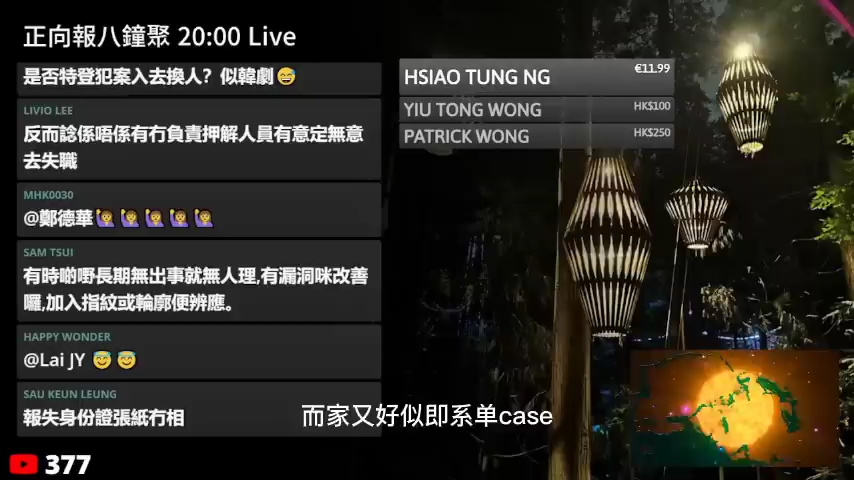 正向報八鐘聚 20:00 Live
是否特登犯案入去換人？似韓劇😅
LIVIO LEE
反而諗係唔係有冇負責押解人員有意定無意
去失職
MHK0030
@鄭德華🙋‍♀️🙋‍♀️🙋‍♀️🙋‍♀️🙋‍♀️
SAM TSUI
有時啲嘢長期無出事就無人理,有漏洞咪改善
囉,加入指紋或輪廓便辨應。
HAPPY WONDER
@Lai JY 😇😇
SAU KEUN LEUNG
報失身份證張紙冇相
377
HSIAO TUNG NG €11.99
YIU TONG WONG HK$100
PATRICK WONG HK$250
而家又好似即系单case